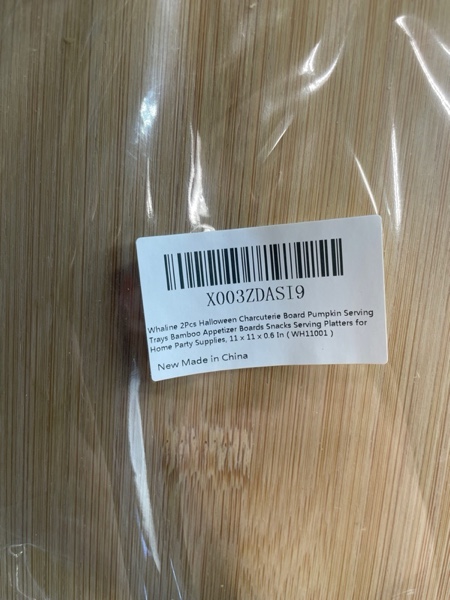 X003ZDASI9
Whaline 2Pcs Halloween Charcuterie Board Pumpkin Serving
Trays Bamboo Appetizer Boards Snacks Serving Platters for
Home Party Supplies, 11 x 11 x 0.6 In ( WH11001 )
New Made in China